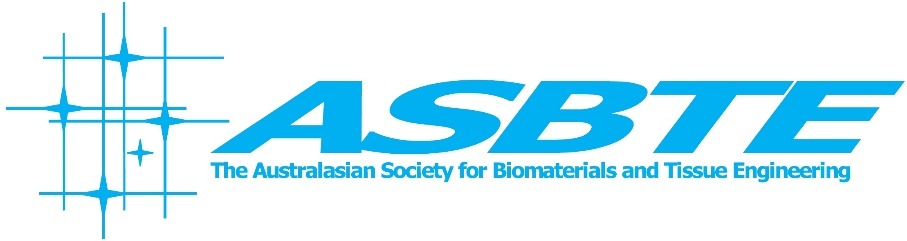 ASBTE
The Australasian Society for Biomaterials and Tissue Engineering